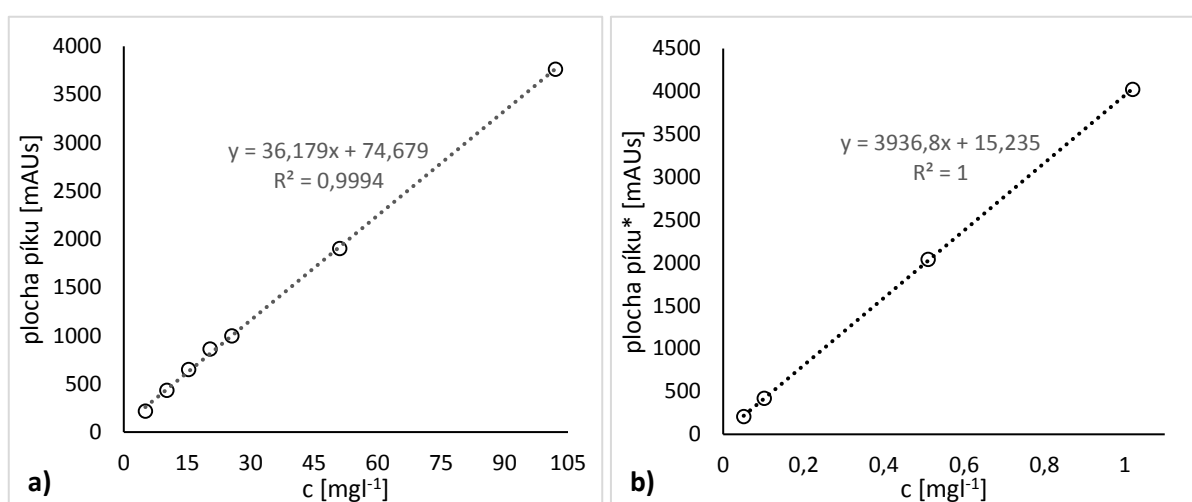 4000
3500
3000
2500
2000
1500
1000
500
0
plocha píku [mAUs]
y = 36,179x + 74,679
R² = 0,9994
0 15 30 45 60 75 90 105
c [mgl⁻¹]
a)
4500
4000
3500
3000
2500
2000
1500
1000
500
0
plocha píku* [mAUs]
y = 3936,8x + 15,235
R² = 1
0 0,2 0,4 0,6 0,8 1
c [mgl⁻¹]
b)